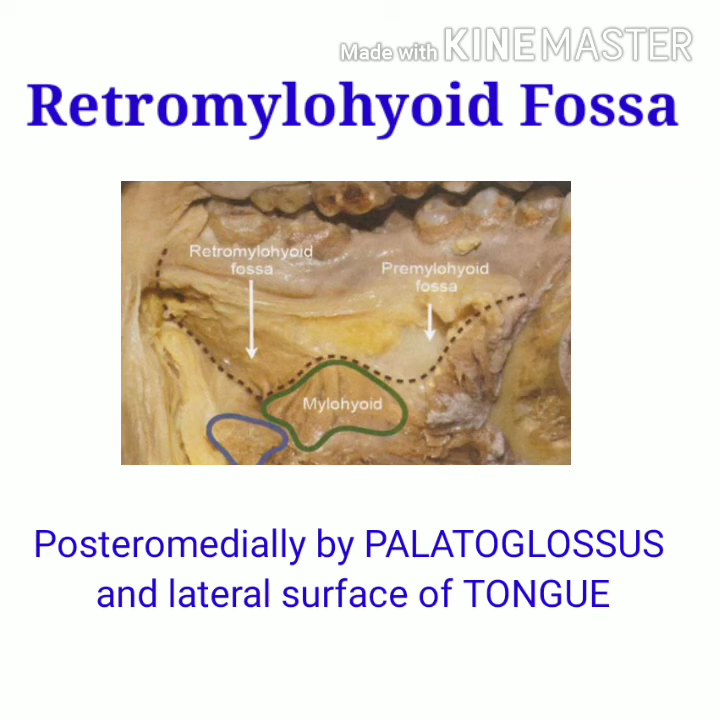 Made with KINEMASTER
Retromylohyoid Fossa
Retromylohyoid
fossa
Premylohyoid
fossa
Mylohyoid
Posteromedially by PALATOGLOSSUS
and lateral surface of TONGUE